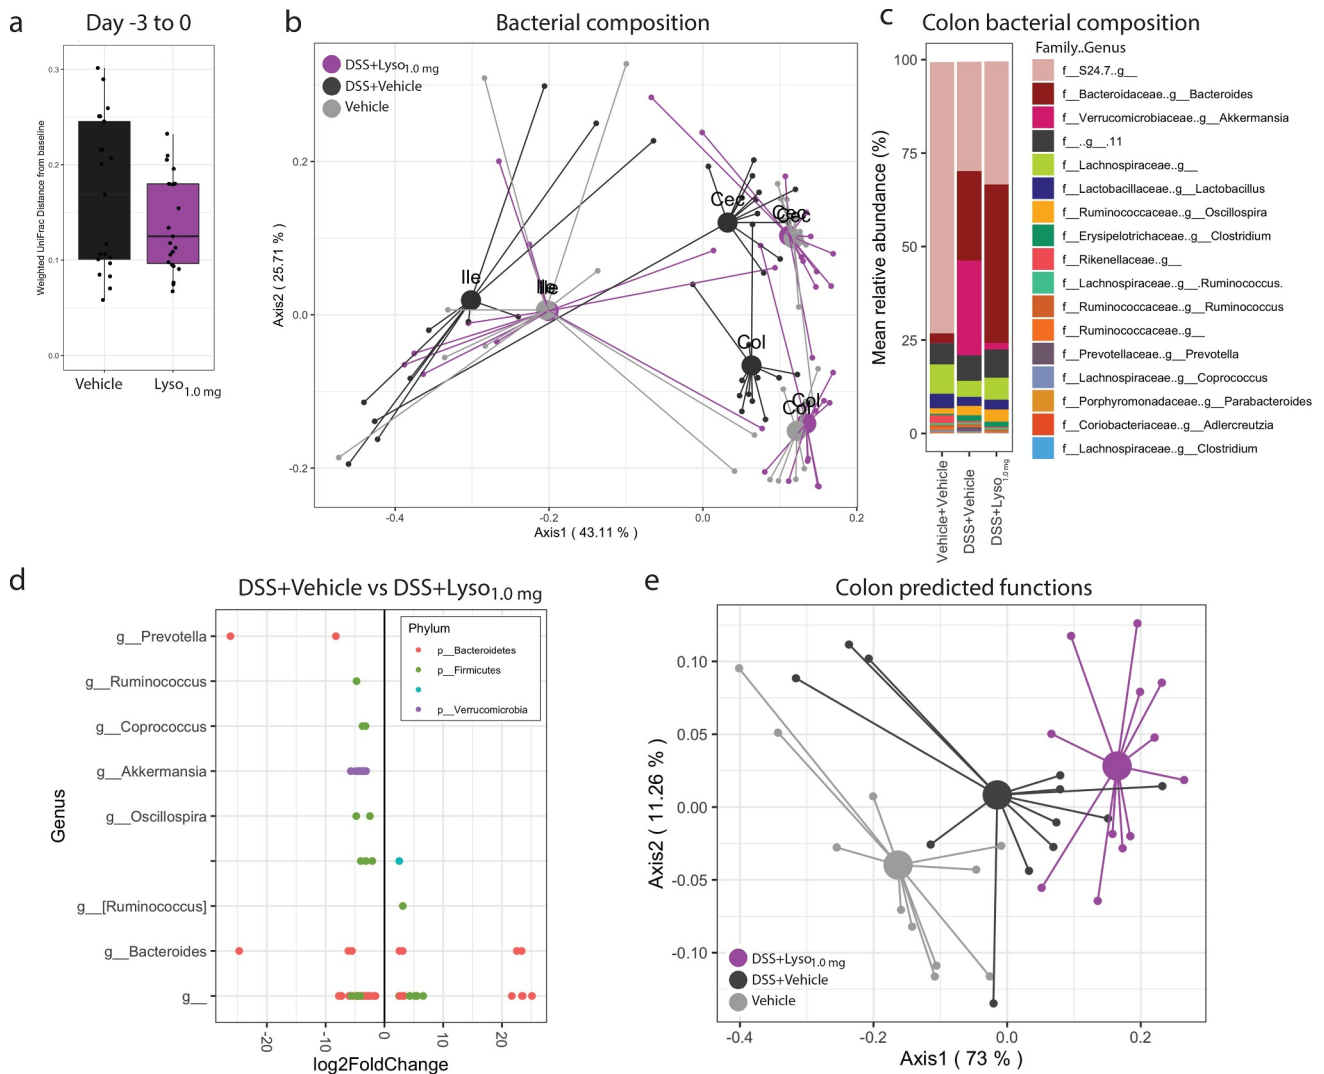 a
Day -3 to 0
Weighted UniFrac Distance from baseline
0.3
0.2
0.1
0.0
Vehicle
Lyso1.0 mg
b
Bacterial composition
DSS+Lyso1.0 mg
DSS+Vehicle
Vehicle
Axis2 ( 25.71 % )
0.2
0.0
-0.2
Ile
Ile
Ile
Cec
Cec
Cec
Col
Col
Col
-0.4
-0.2
0.0
0.2
Axis1 ( 43.11 % )
c
Colon bacterial composition
Mean relative abundance (%)
100
75
50
25
0
Vehicle+Vehicle
DSS+Vehicle
DSS+Lyso1.0 mg
Family..Genus
f__S24.7..g__
f__Bacteroidaceae..g__Bacteroides
f__Verrucomicrobiaceae..g__Akkermansia
f__..g__.11
f__Lachnospiraceae..g__
f__Lactobacillaceae..g__Lactobacillus
f__Ruminococcaceae..g__Oscillospira
f__Erysipelotrichaceae..g__Clostridium
f__Rikenellaceae..g__
f__Lachnospiraceae..g__.Ruminococcus.
f__Ruminococcaceae..g__Ruminococcus
f__Ruminococcaceae..g__
f__Prevotellaceae..g__Prevotella
f__Lachnospiraceae..g__Coprococcus
f__Porphyromonadaceae..g__Parabacteroides
f__Coriobacteriaceae..g__Adlercreutzia
f__Lachnospiraceae..g__Clostridium
d
DSS+Vehicle vs DSS+Lyso1.0 mg
Genus
g__Prevotella
g__Ruminococcus
g__Coprococcus
g__Akkermansia
g__Oscillospira
g__[Ruminococcus]
g__Bacteroides
g__
Phylum
p__Bacteroidetes
p__Firmicutes
p__Verrucomicrobia
-20
-10
0
10
20
log2FoldChange
e
Colon predicted functions
Axis2 ( 11.26 % )
0.10
0.05
0.00
-0.05
-0.10
DSS+Lyso1.0 mg
DSS+Vehicle
Vehicle
-0.4
-0.2
0.0
0.2
Axis1 ( 73 % )